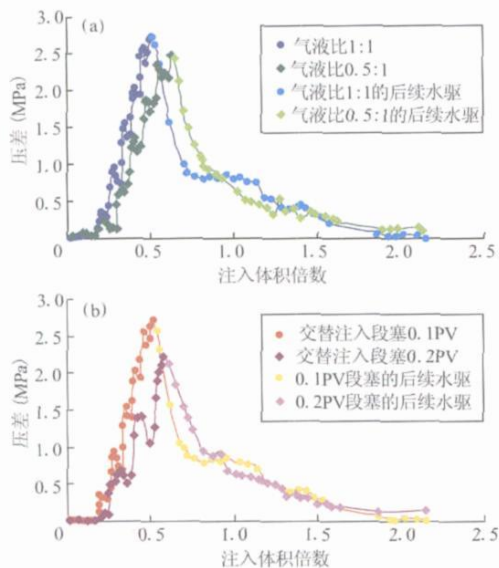 (a)
3.0
2.5
2.0
1.5
1.0
0.5
0
0.5
1.0
1.5
2.0
2.5
压差(MPa)
注入体积倍数
气液比1:1
气液比0.5:1
气液比1:1的后续水驱
气液比0.5:1的后续水驱
(b)
3.0
2.5
2.0
1.5
1.0
0.5
0
0.5
1.0
1.5
2.0
2.5
压差(MPa)
注入体积倍数
交替注入段塞0.1PV
交替注入段塞0.2PV
0.1PV段塞的后续水驱
0.2PV段塞的后续水驱